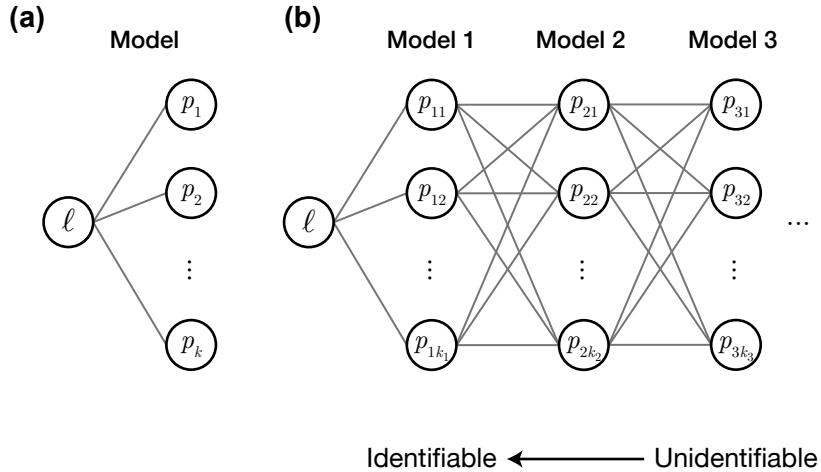 (a)
Model
ℓ
p₁
p₂
⋮
pₖ
(b)
Model 1 Model 2 Model 3
p₁₁ p₂₁ p₃₁
p₁₂ p₂₂ p₃₂
ℓ
...
⋮ ⋮ ⋮
p₁ₖ₁ p₂ₖ₂ p₃ₖ₃
Identifiable ← Unidentifiable